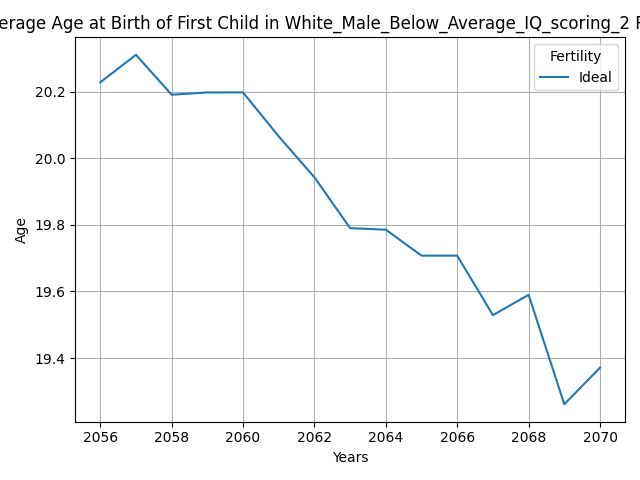 erage Age at Birth of First Child in White_Male_Below_Average_IQ_scoring_2
Fertility
Ideal
20.2
20.0
19.8
19.6
19.4
Age
2056 2058 2060 2062 2064 2066 2068 2070
Years